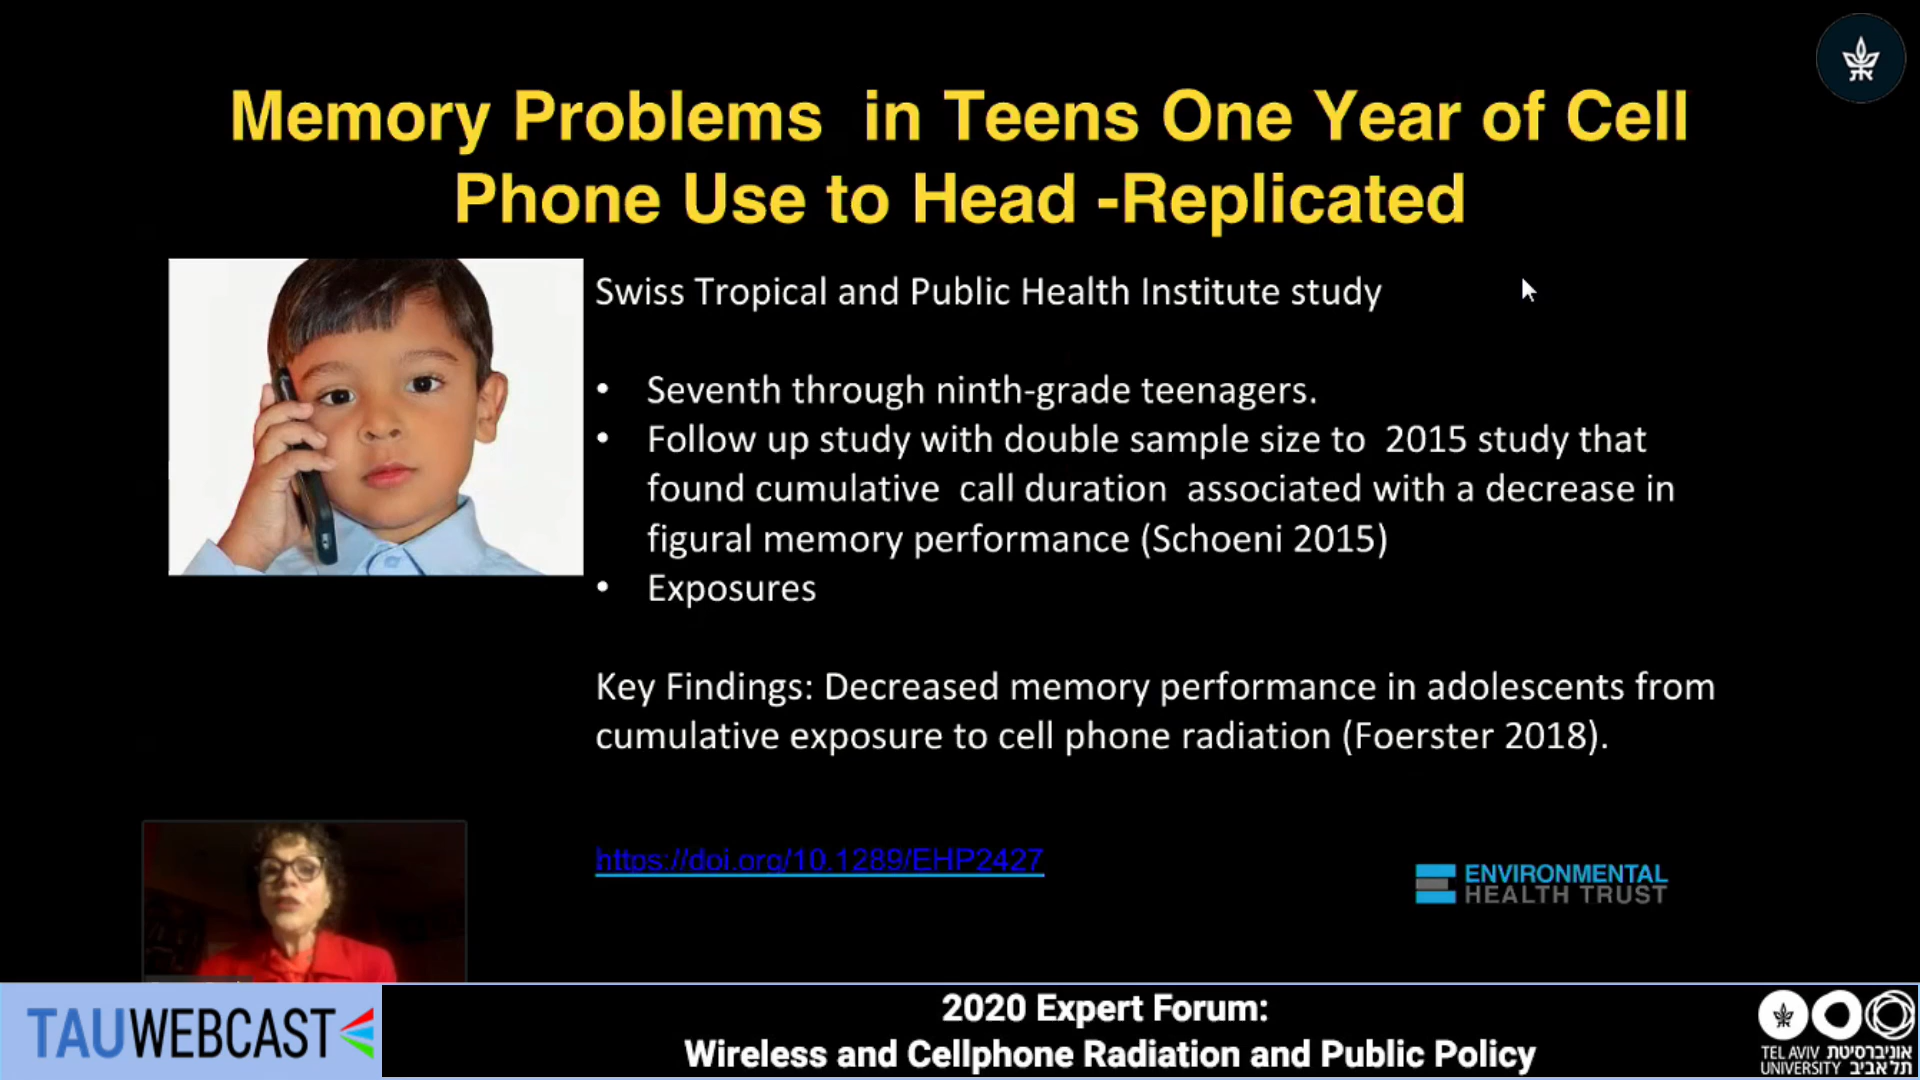 Memory Problems  in Teens One Year of Cell
Phone Use to Head -Replicated
Swiss Tropical and Public Health Institute study
• Seventh through ninth-grade teenagers.
• Follow up study with double sample size to  2015 study that
found cumulative  call duration  associated with a decrease in
figural memory performance (Schoeni 2015)
• Exposures
Key Findings: Decreased memory performance in adolescents from
cumulative exposure to cell phone radiation (Foerster 2018).
https://doi.org/10.1289/EHP2427
ENVIRONMENTAL
HEALTH TRUST
TAUWEBCAST
2020 Expert Forum:
Wireless and Cellphone Radiation and Public Policy
TEL AVIV אוניברסיטת
UNIVERSITY תל אביב